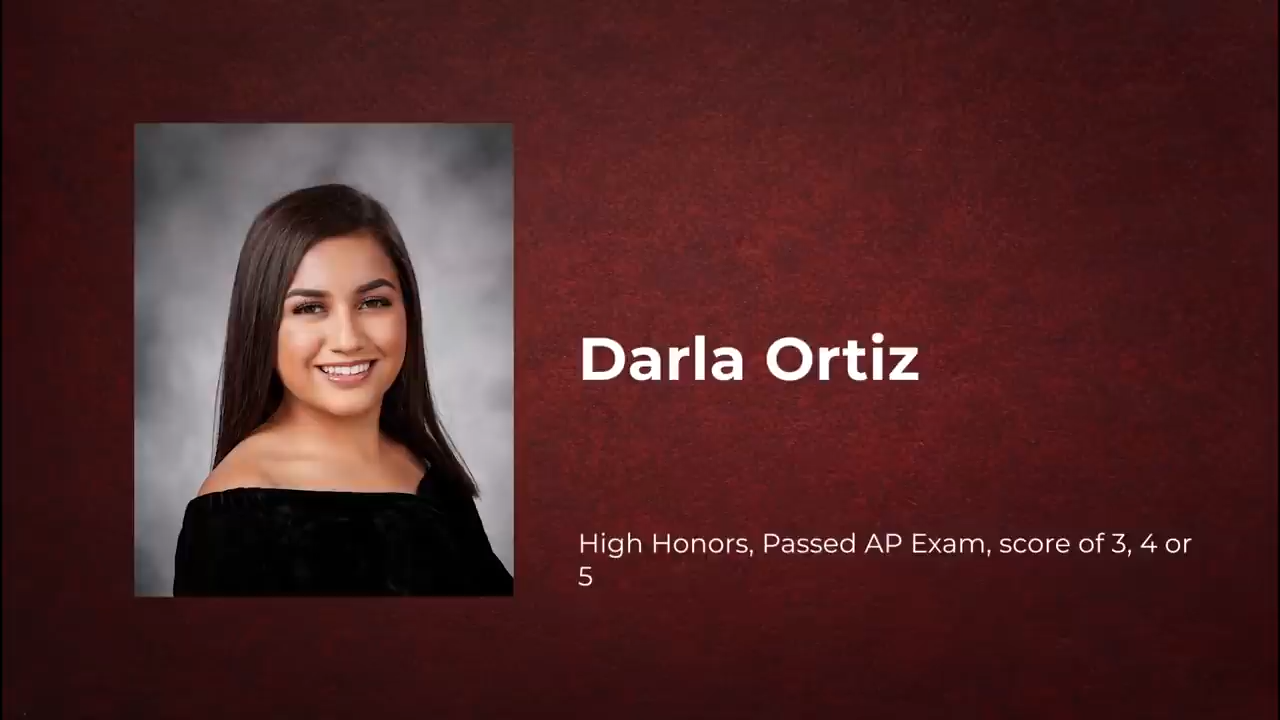 Darla Ortiz
High Honors, Passed AP Exam, score of 3, 4 or
5